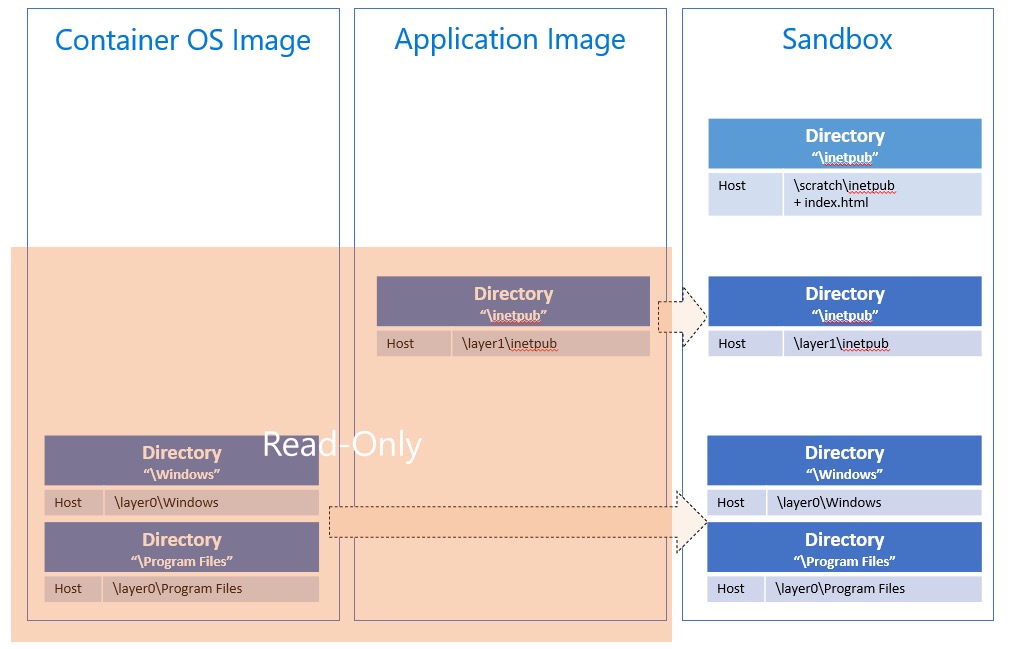 Container OS Image
Application Image
Sandbox
Directory
“\inetpub”
Host
\scratch\inetpub
+ index.html
Directory
“\inetpub”
Host
\layer1\inetpub
Directory
“\inetpub”
Host
\layer1\inetpub
Read-Only
Directory
“\Windows”
Host
\layer0\Windows
Directory
“\Program Files”
Host
\layer0\Program Files
Directory
“\Windows”
Host
\layer0\Windows
Directory
“\Program Files”
Host
\layer0\Program Files